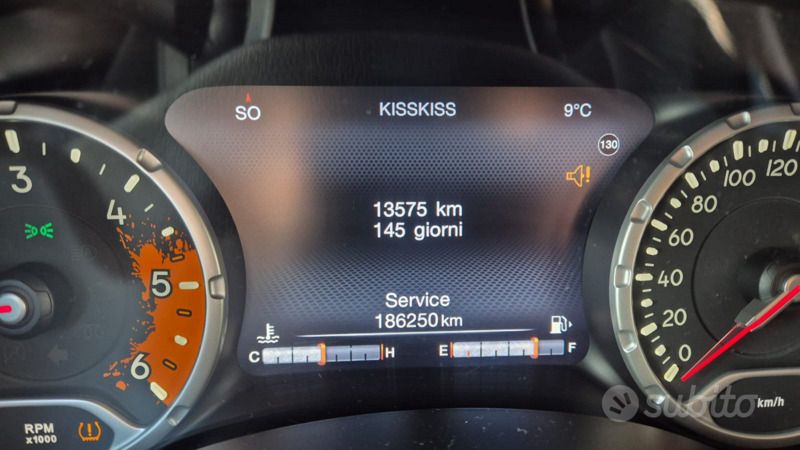 SO KISSKISS 9°C
130
13575 km
145 giorni
Service
186250 km
C H E F
3
4
5
6
RPM
x1000
120
100
80
60
40
20
0
km/h
subito